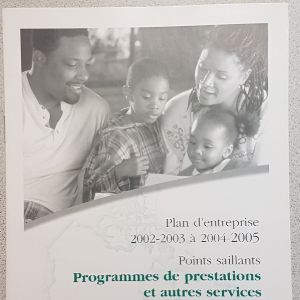 Plan d'entreprise
2002-2003 à 2004-2005
Points saillants
Programmes de prestations
et autres services